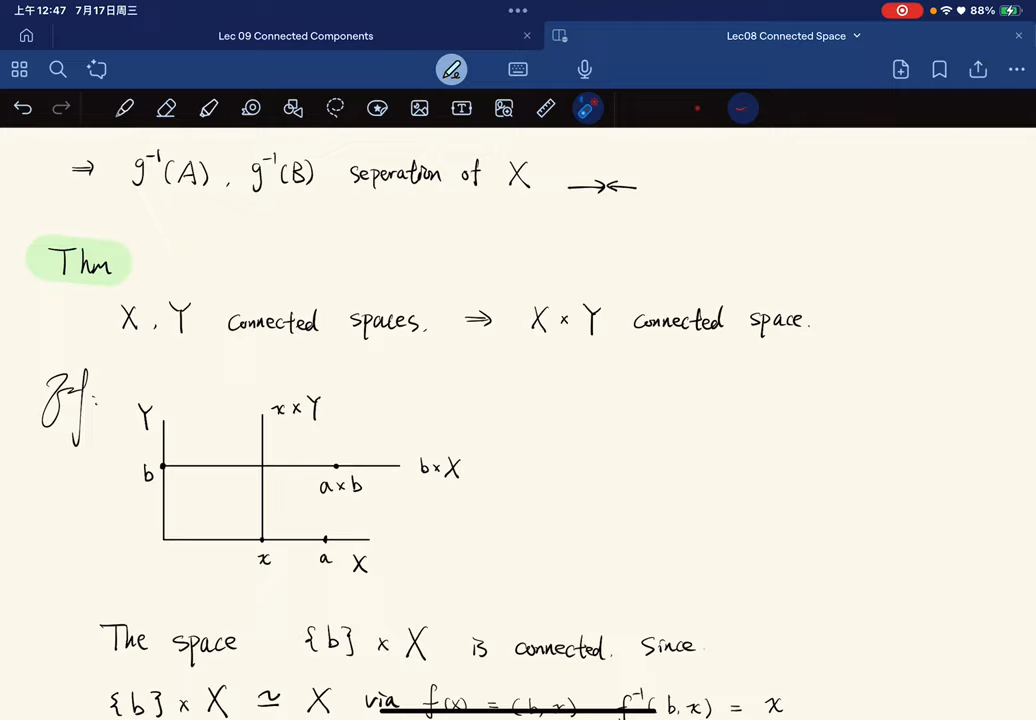 上午12:47 7月17日周三
88%
Lec 09 Connected Components
Lec08 Connected Space
⇒ g⁻¹(A), g⁻¹(B) seperation of X →←
Thm
X, Y connected spaces. ⇒ X × Y connected space.
Pf:
Y
x × Y
b
b × X
a × b
x
a
X
The space {b} × X is connected. Since
{b} × X ≃ X via f(x) = (b, x) f⁻¹(b, x) = x